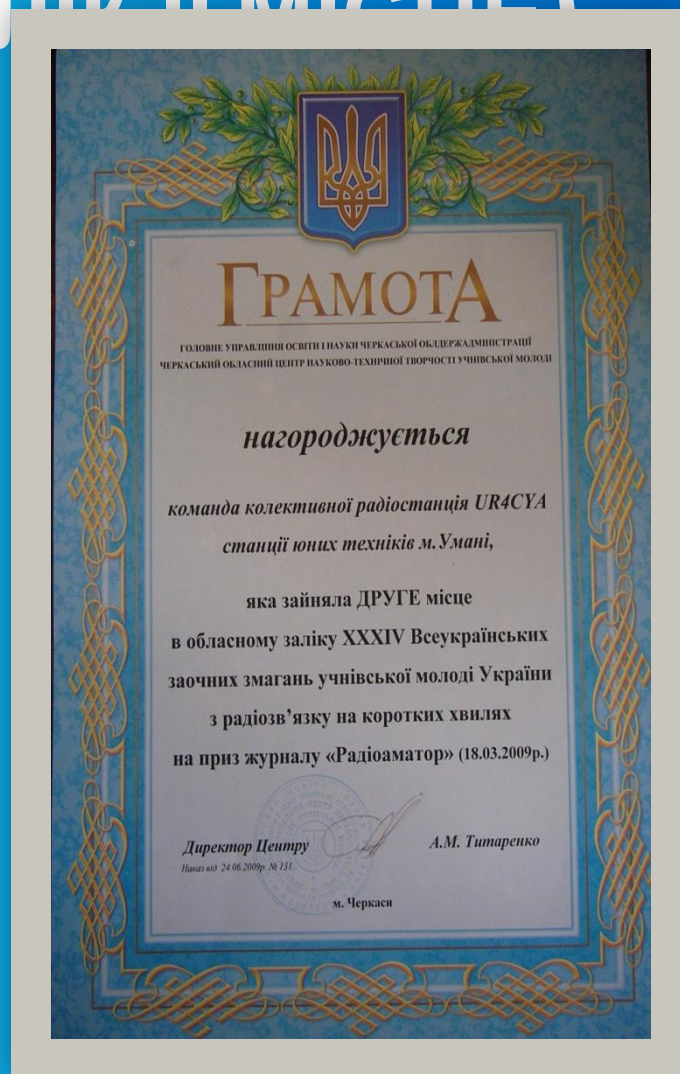 ГРАМОТА
ГОЛОВНЕ УПРАВЛІННЯ ОСВІТИ І НАУКИ ЧЕРКАСЬКОЇ ОБЛДЕРЖАДМІНІСТРАЦІЇ
ЧЕРКАСЬКИЙ ОБЛАСНИЙ ЦЕНТР НАУКОВО-ТЕХНІЧНОЇ ТВОРЧОСТІ УЧНІВСЬКОЇ МОЛОДІ
нагороджується
команда колективної радіостанція UR4CYA
станції юних техніків м.Умані,
яка зайняла ДРУГЕ місце
в обласному заліку XXXIV Всеукраїнських
заочних змагань учнівської молоді України
з радіозв’язку на коротких хвилях
на приз журналу «Радіоаматор» (18.03.2009р.)
Директор Центру
А.М. Титаренко
Наказ від 24.06.2009р. № 131
м. Черкаси